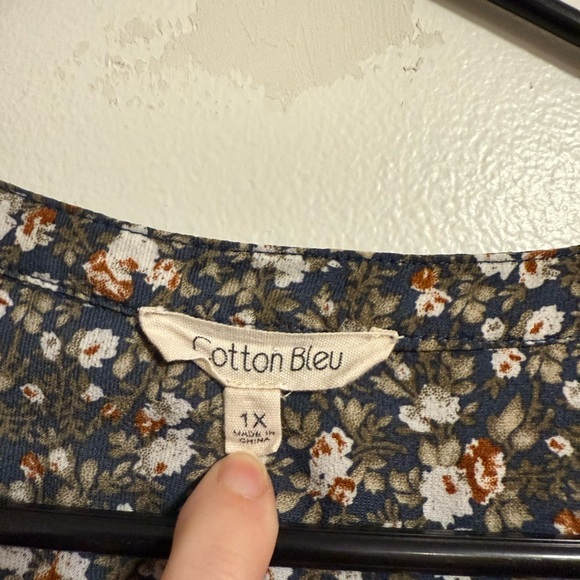 Cotton Bleu
1X
MADE IN
CHINA